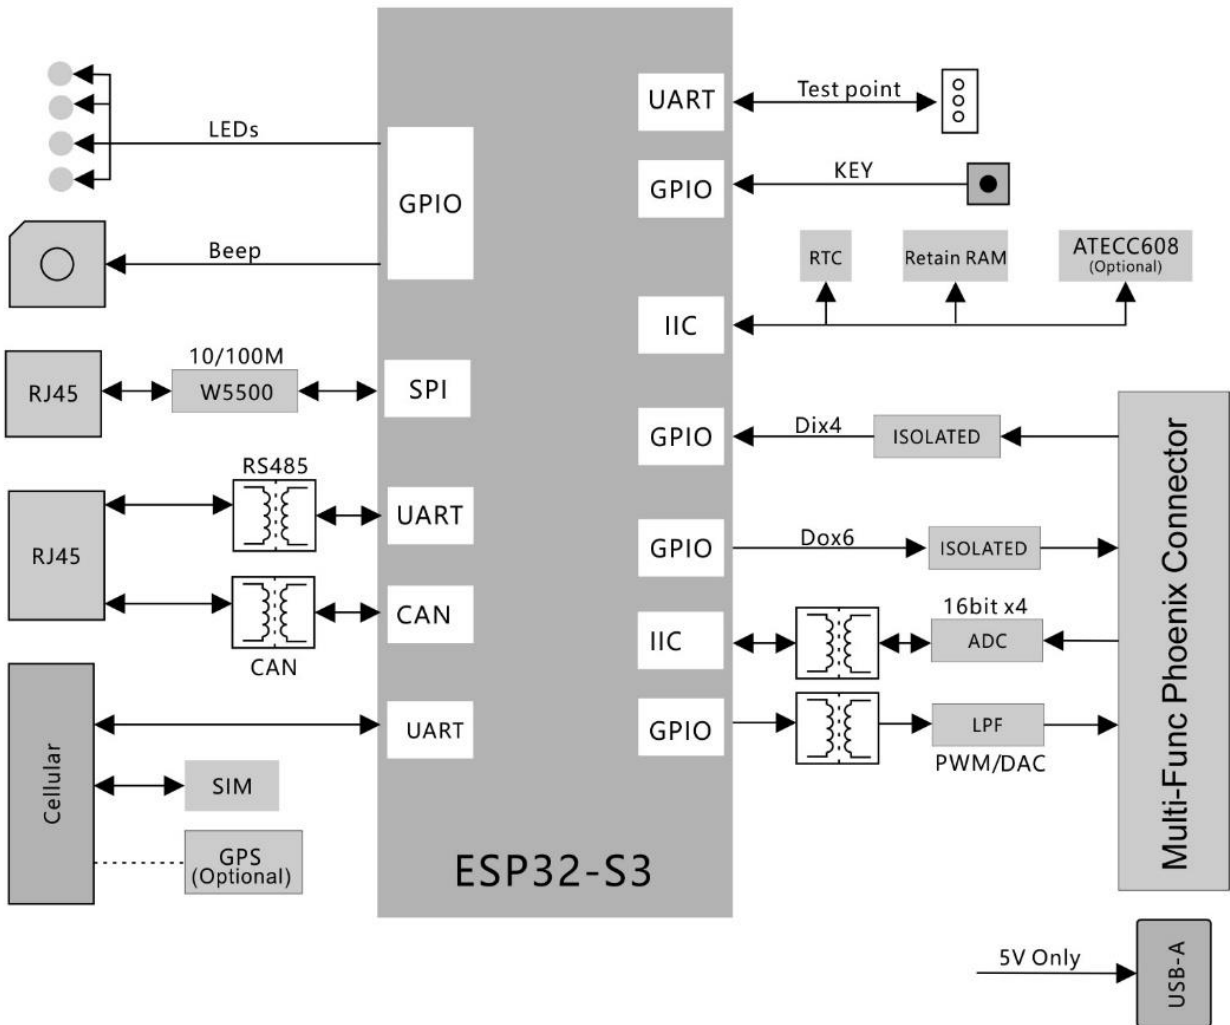 LEDs
GPIO
Beep
10/100M
RJ45
W5500
SPI
RS485
RJ45
UART
CAN
CAN
Cellular
UART
SIM
GPS
(Optional)
ESP32-S3
UART
Test point
GPIO
KEY
RTC
Retain RAM
ATECC608
(Optional)
IIC
GPIO
Dix4
ISOLATED
GPIO
Dox6
ISOLATED
IIC
16bit x4
ADC
GPIO
LPF
PWM/DAC
Multi-Func Phoenix Connector
5V Only
USB-A